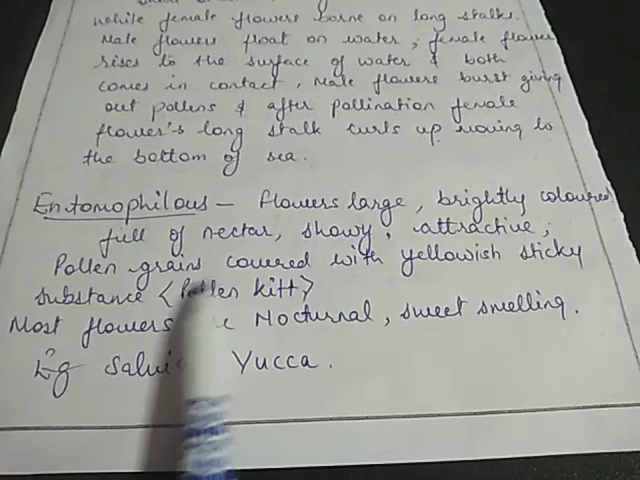 while female flowers borne on long stalks.
Male flowers float on water, female flower
rises to the surface of water & both
comes in contact, Male flowers burst giving
out pollens & after pollination female
flower's long stalk curls up moving to
the bottom of sea.
Entomophilous – flowers large, brightly coloured
full of nectar, showy, attractive;
Pollen grains covered with yellowish sticky
substance <Pollen kitt>
Most flowers Nocturnal, sweet smelling.
Eg Yucca.